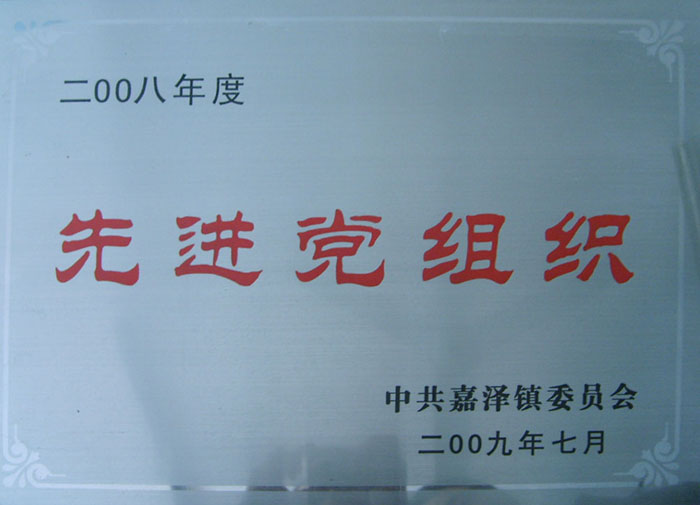 二00八年度
先进党组织
中共嘉泽镇委员会
二00九年七月